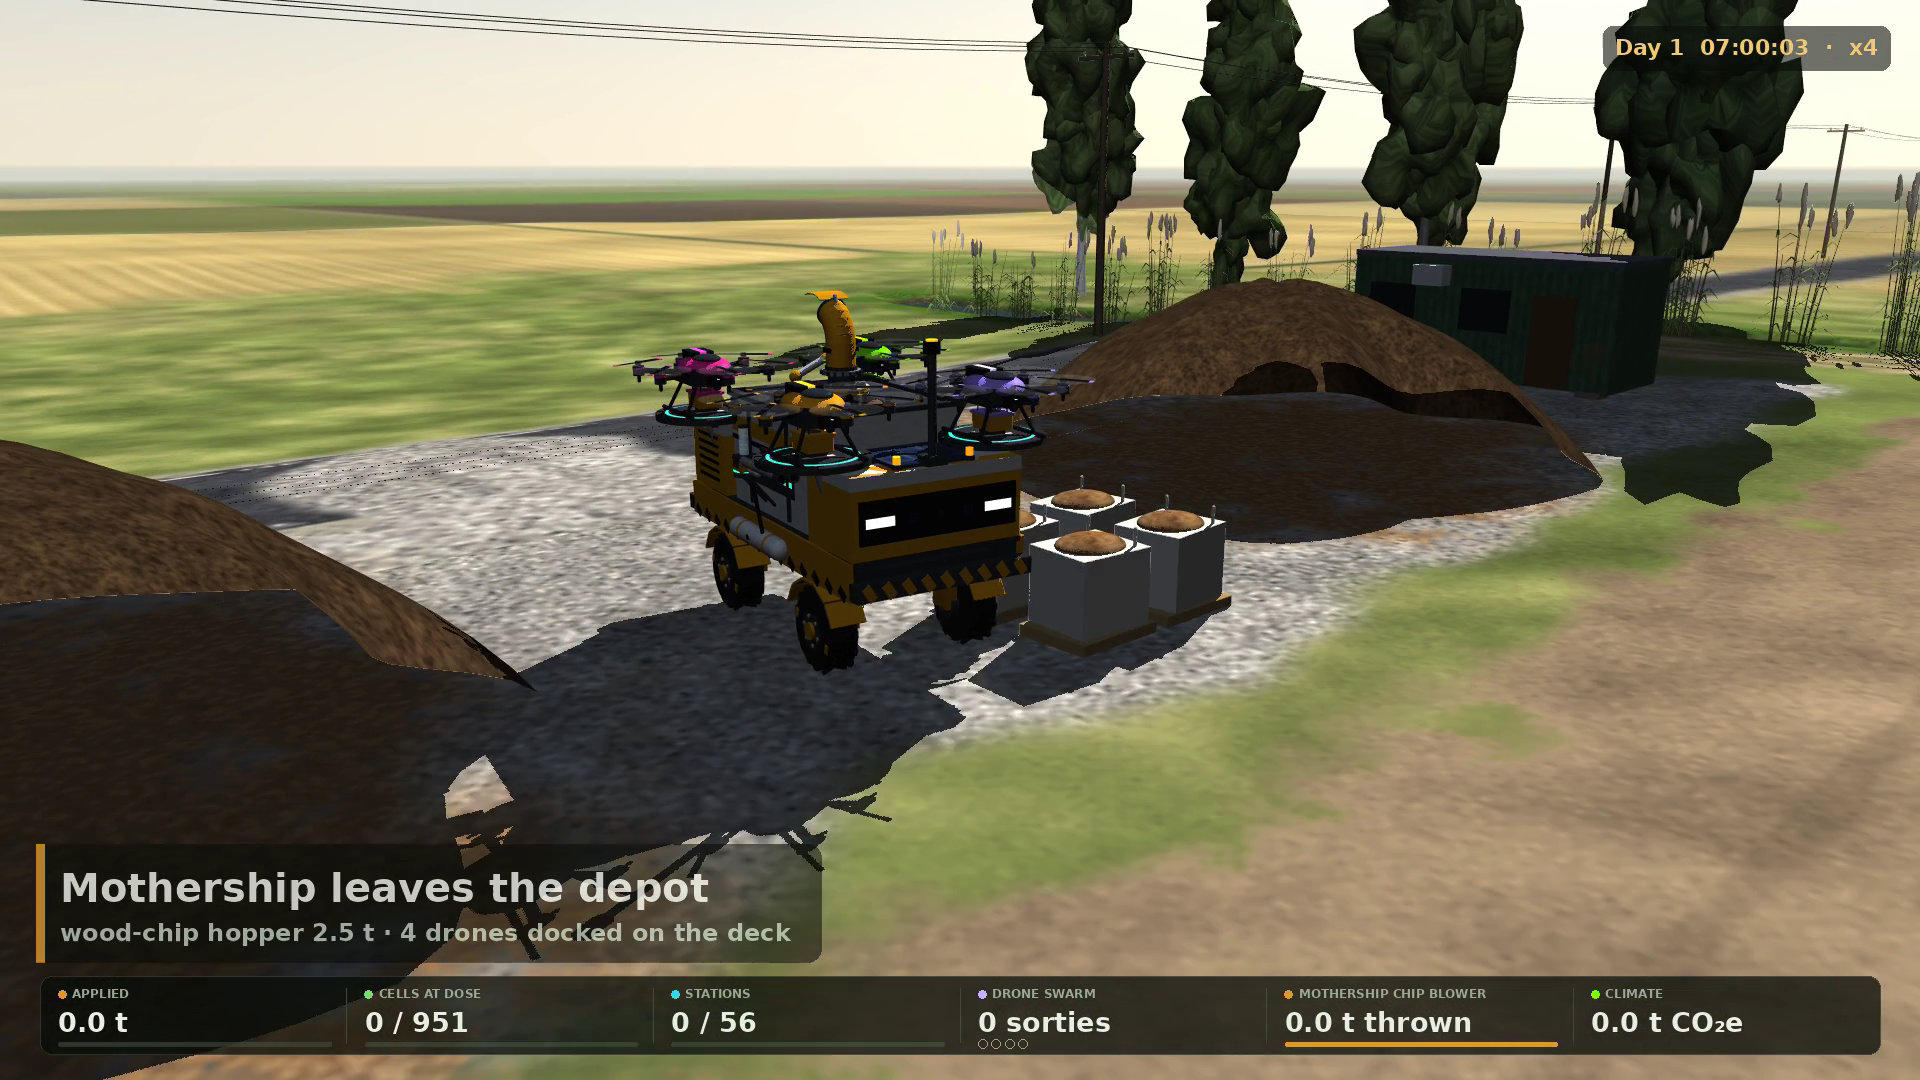 Day 1 07:00:03 · x4
Mothership leaves the depot
wood-chip hopper 2.5 t · 4 drones docked on the deck
APPLIED
0.0 t
CELLS AT DOSE
0 / 951
STATIONS
0 / 56
DRONE SWARM
0 sorties
MOTHERSHIP CHIP BLOWER
0.0 t thrown
CLIMATE
0.0 t CO₂e